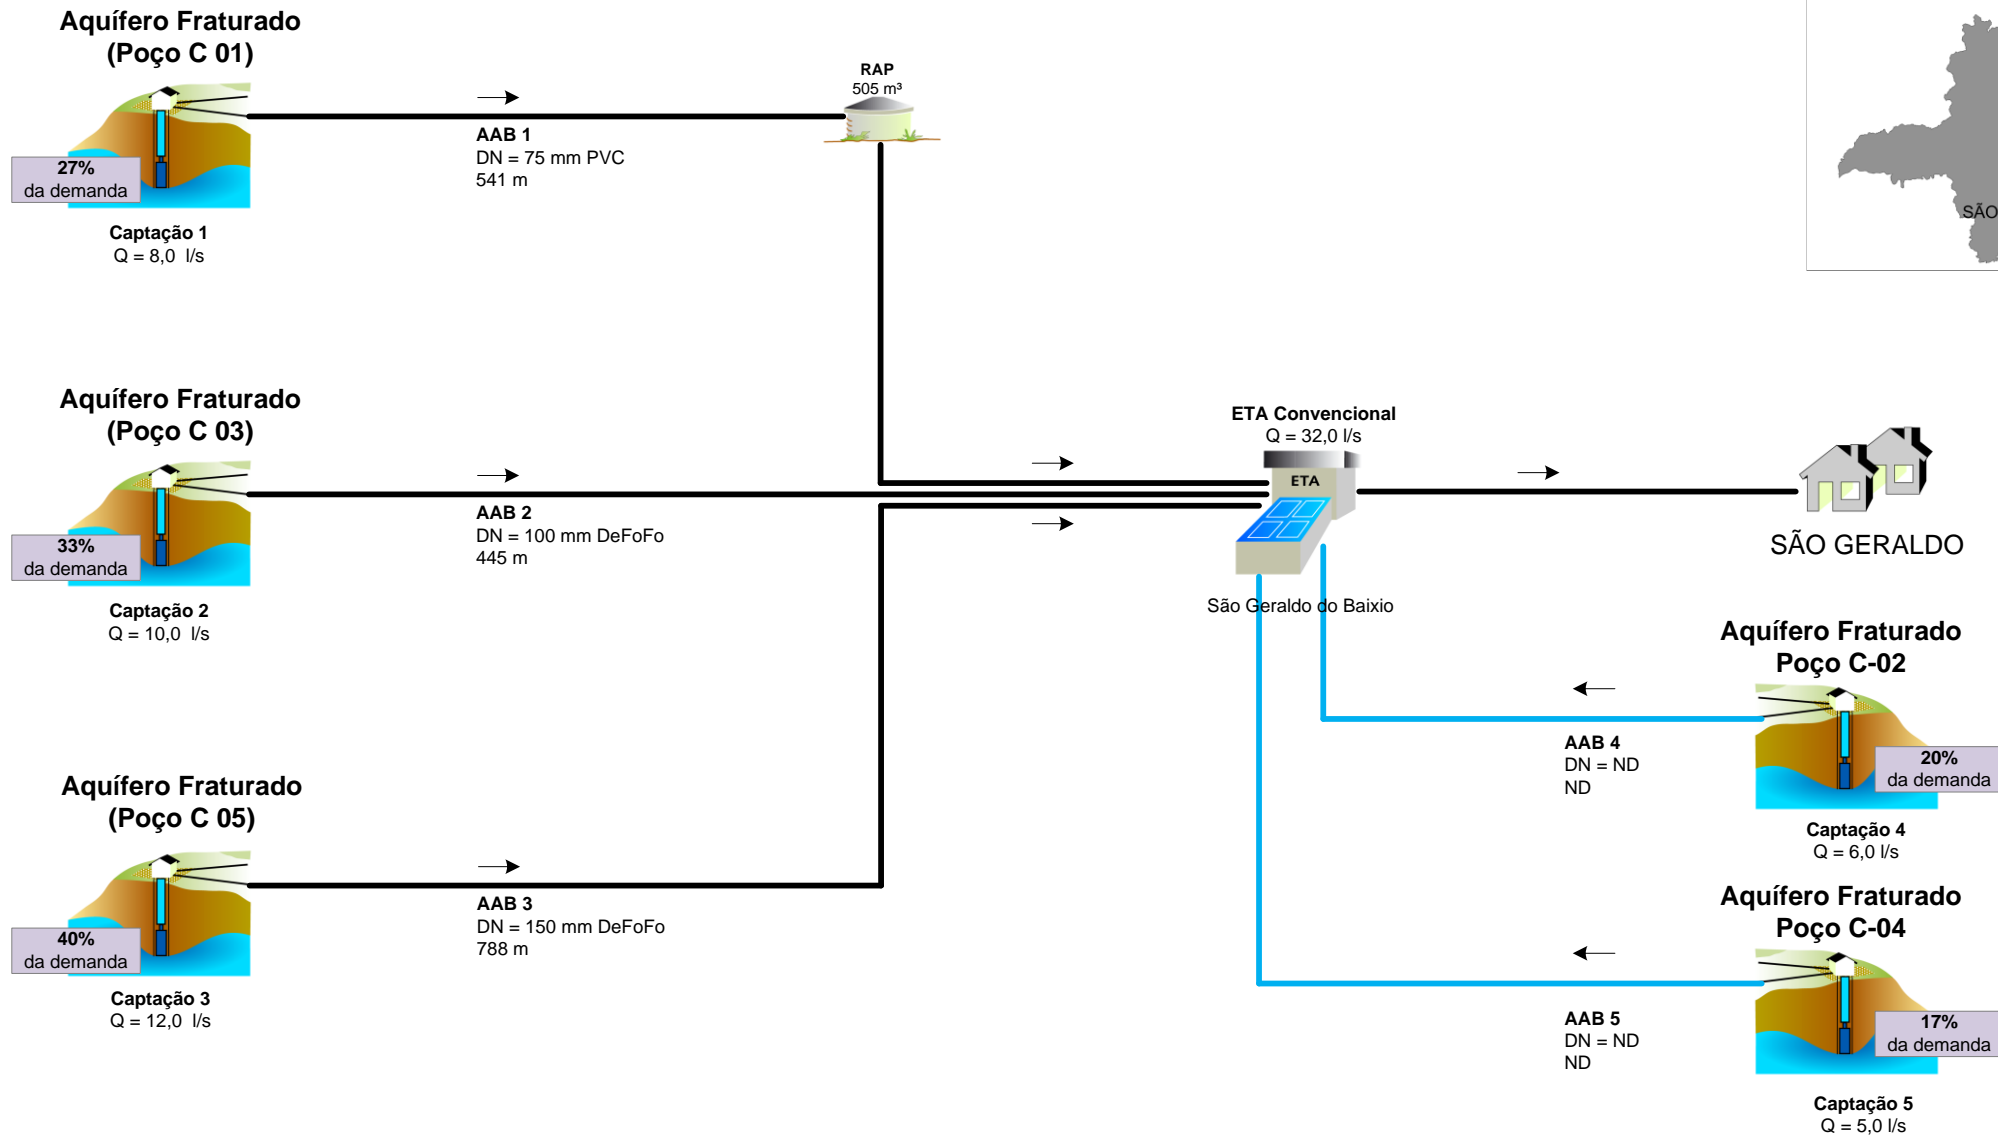 Aquífero Fraturado
(Poço C 01)
27%
da demanda
Captação 1
Q = 8,0 l/s
AAB 1
DN = 75 mm PVC
541 m
RAP
505 m³
SÃO
Aquífero Fraturado
(Poço C 03)
33%
da demanda
Captação 2
Q = 10,0 l/s
AAB 2
DN = 100 mm DeFoFo
445 m
ETA Convencional
Q = 32,0 l/s
ETA
São Geraldo do Baixio
SÃO GERALDO
Aquífero Fraturado
(Poço C 05)
40%
da demanda
Captação 3
Q = 12,0 l/s
AAB 3
DN = 150 mm DeFoFo
788 m
Aquífero Fraturado
Poço C-02
AAB 4
DN = ND
ND
20%
da demanda
Captação 4
Q = 6,0 l/s
Aquífero Fraturado
Poço C-04
AAB 5
DN = ND
ND
17%
da demanda
Captação 5
Q = 5,0 l/s